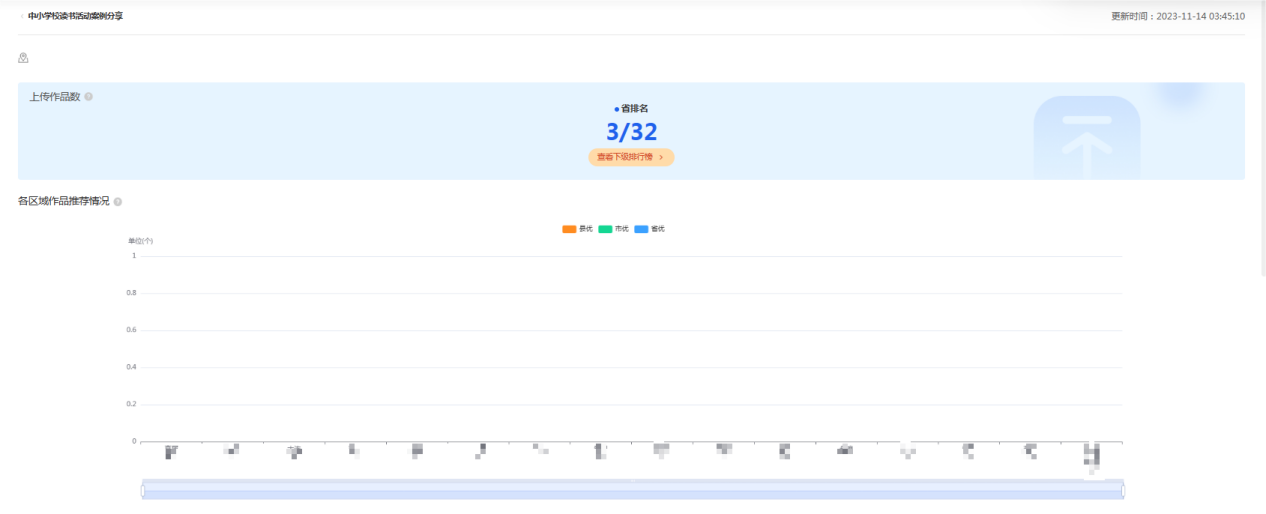 中小学校读书活动案例分享
更新时间：2023-11-14 03:45:10
上传作品数
省排名
3/32
查看下级排行榜 >
各区域作品推荐情况
县优 市优 省优
单位(个)
1
0.8
0.6
0.4
0.2
0